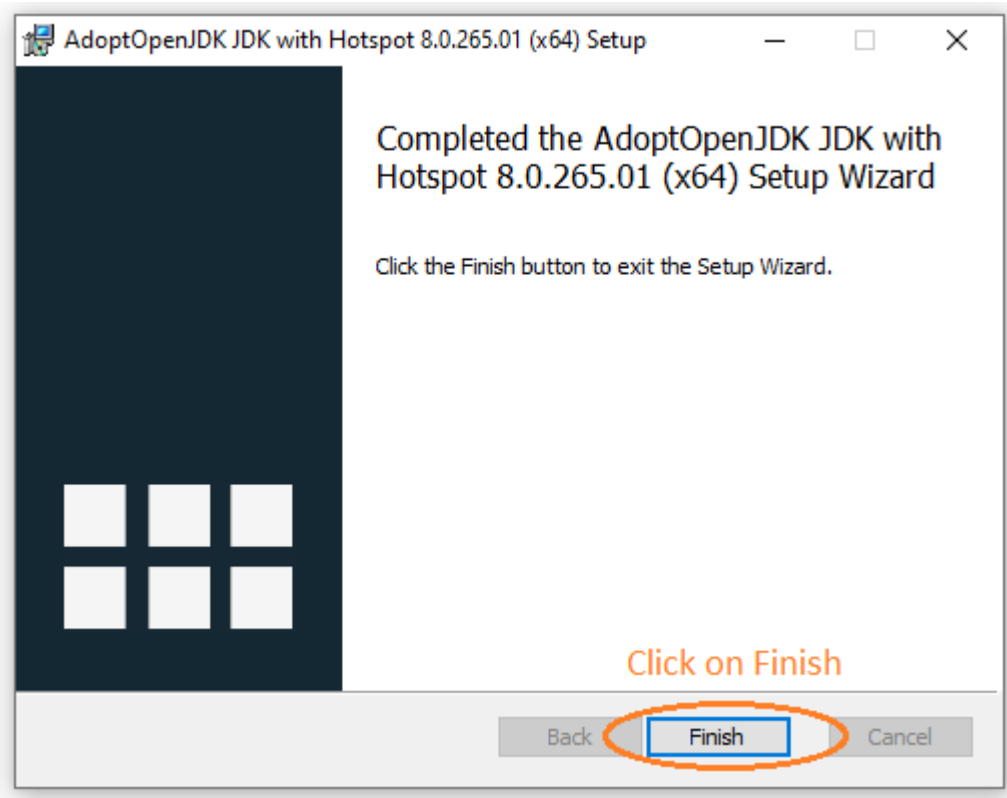 AdoptOpenJDK JDK with Hotspot 8.0.265.01 (x64) Setup
Completed the AdoptOpenJDK JDK with
Hotspot 8.0.265.01 (x64) Setup Wizard
Click the Finish button to exit the Setup Wizard.
Click on Finish
Back Finish Cancel